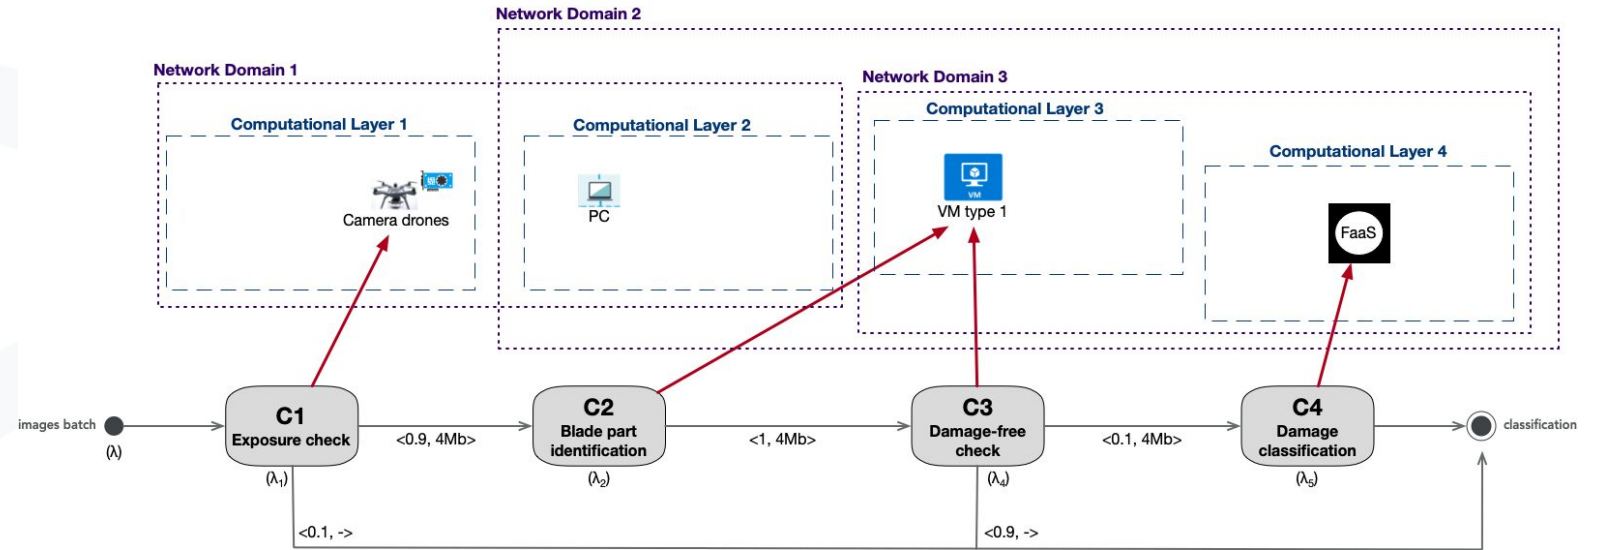 Network Domain 2
Network Domain 1
Network Domain 3
Computational Layer 1
Computational Layer 2
Computational Layer 3
Computational Layer 4
Camera drones
PC
VM
VM type 1
FaaS
images batch
(λ)
C1
Exposure check
(λ₁)
<0.9, 4Mb>
C2
Blade part
identification
(λ₂)
<1, 4Mb>
C3
Damage-free
check
(λ₄)
<0.1, 4Mb>
C4
Damage
classification
(λ₅)
classification
<0.1, ->
<0.9, ->